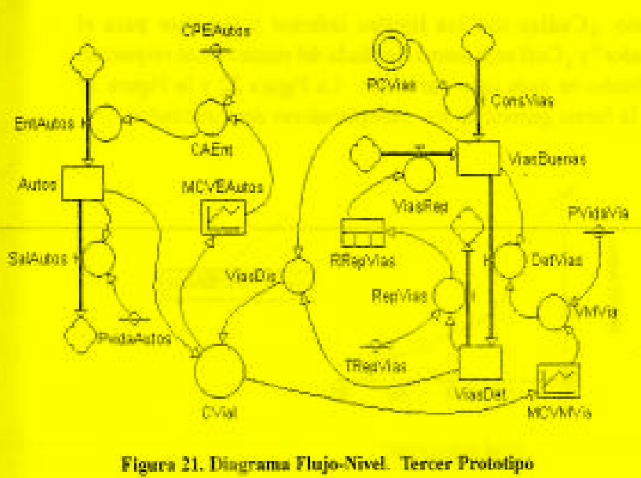 CPEAutos
PCVias
ConsVias
EntAutos
CAEnt
ViasBuenas
Autos
MCVEAutos
ViasRep
PVidaVia
SalAutos
ViasDis
RRepVias
DetVias
RepVias
VMVia
PvidaAutos
TRepVias
ViasDet
CVial
MCVMVia
Figura 21. Diagrama Flujo-Nivel. Tercer Prototipo